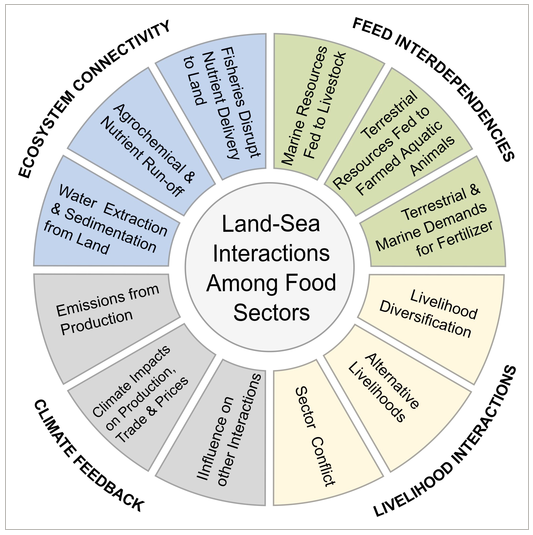 ECOSYSTEM CONNECTIVITY
FEED INTERDEPENDENCIES
Fisheries Disrupt
Nutrient Delivery
to Land
Agrochemical &
Nutrient Run-off
Water Extraction
& Sedimentation
from Land
Marine Resources
Fed to Livestock
Terrestrial
Resources Fed to
Farmed Aquatic
Animals
Terrestrial &
Marine Demands
for Fertilizer
Land-Sea
Interactions
Among Food
Sectors
Emissions from
Production
Climate Impacts
on Production,
Trade & Prices
IInfluence on
other Interactions
Livelihood
Diversification
Alternative
Livelihoods
Sector Conflict
CLIMATE FEEDBACK
LIVELIHOOD INTERACTIONS